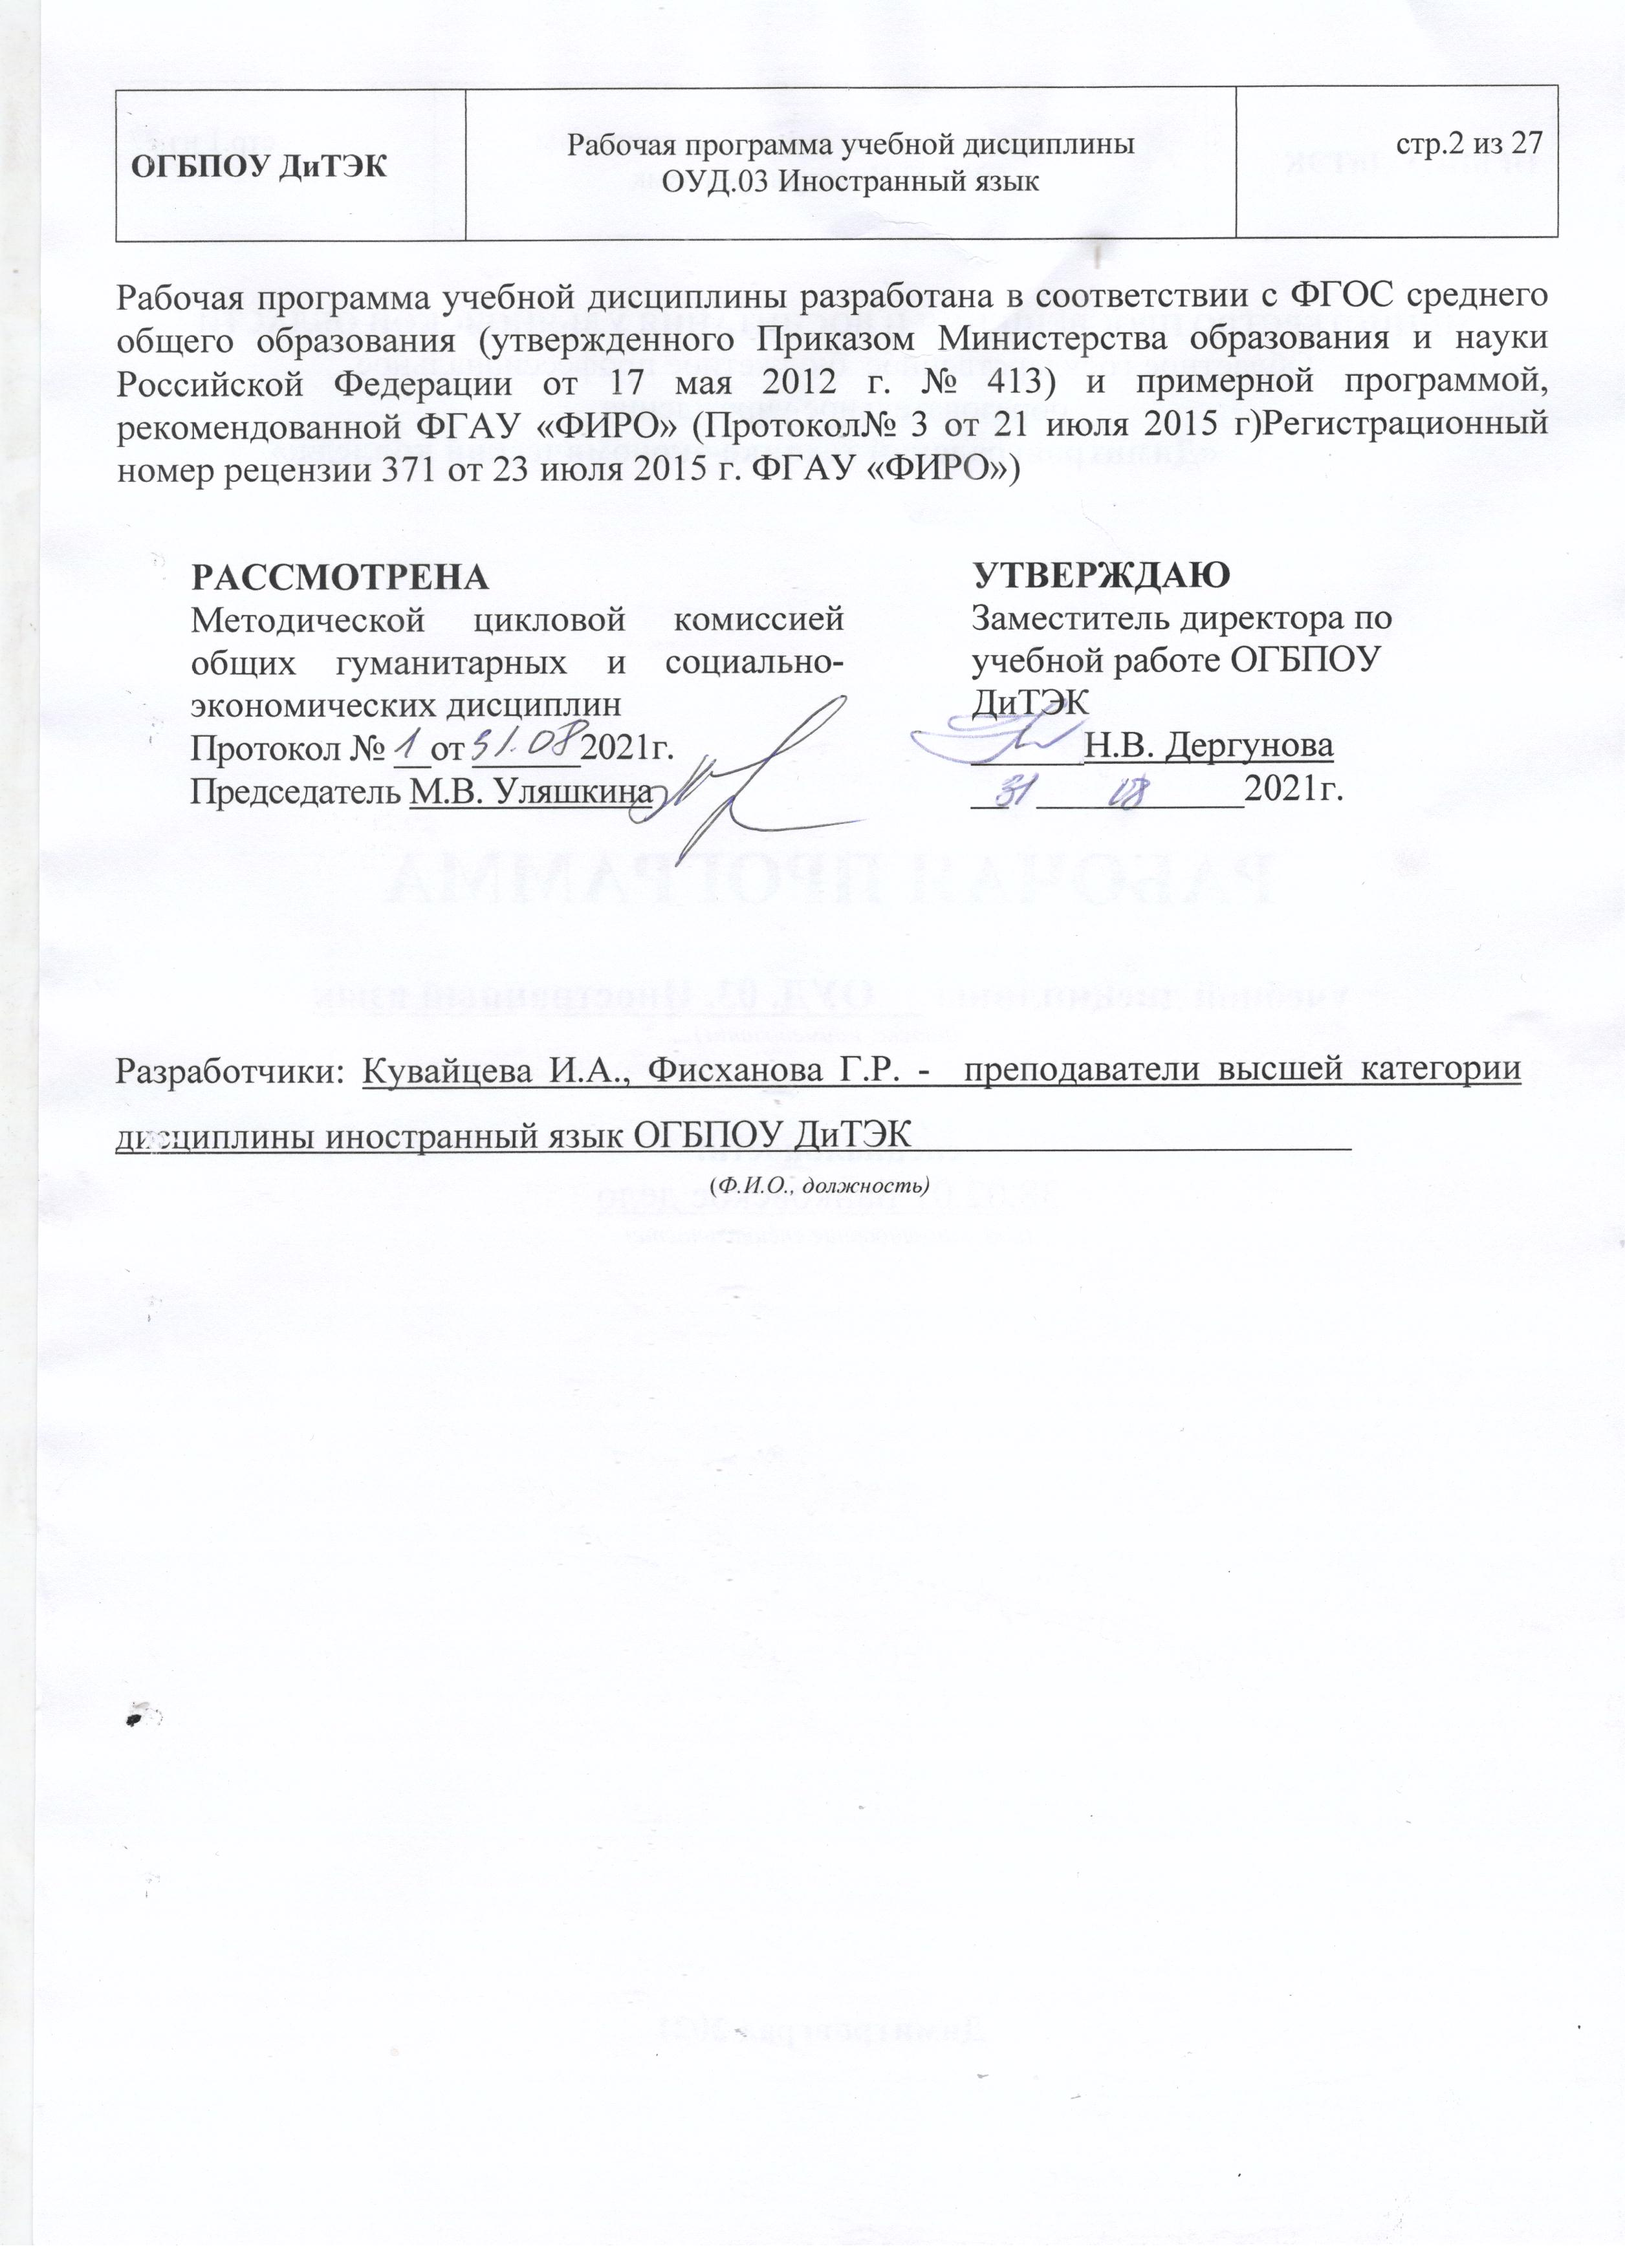 ОГБПОУ ДиТЭК
Рабочая программа учебной дисциплины
ОУД.03 Иностранный язык
стр.2 из 27
Рабочая программа учебной дисциплины разработана в соответствии с ФГОС среднего
общего образования (утвержденного Приказом Министерства образования и науки
Российской Федерации от 17 мая 2012 г. № 413) и примерной программой,
рекомендованной ФГАУ «ФИРО» (Протокол№ 3 от 21 июля 2015 г)Регистрационный
номер рецензии 371 от 23 июля 2015 г. ФГАУ «ФИРО»)
РАССМОТРЕНА
Методической цикловой комиссией
общих гуманитарных и социально-
экономических дисциплин
Протокол № 1 от 31.08 2021г.
Председатель М.В. Уляшкина
УТВЕРЖДАЮ
Заместитель директора по
учебной работе ОГБПОУ
ДиТЭК
Н.В. Дергунова
31 08 2021г.
Разработчики: Кувайцева И.А., Фисханова Г.Р. - преподаватели высшей категории
дисциплины иностранный язык ОГБПОУ ДиТЭК
(Ф.И.О., должность)